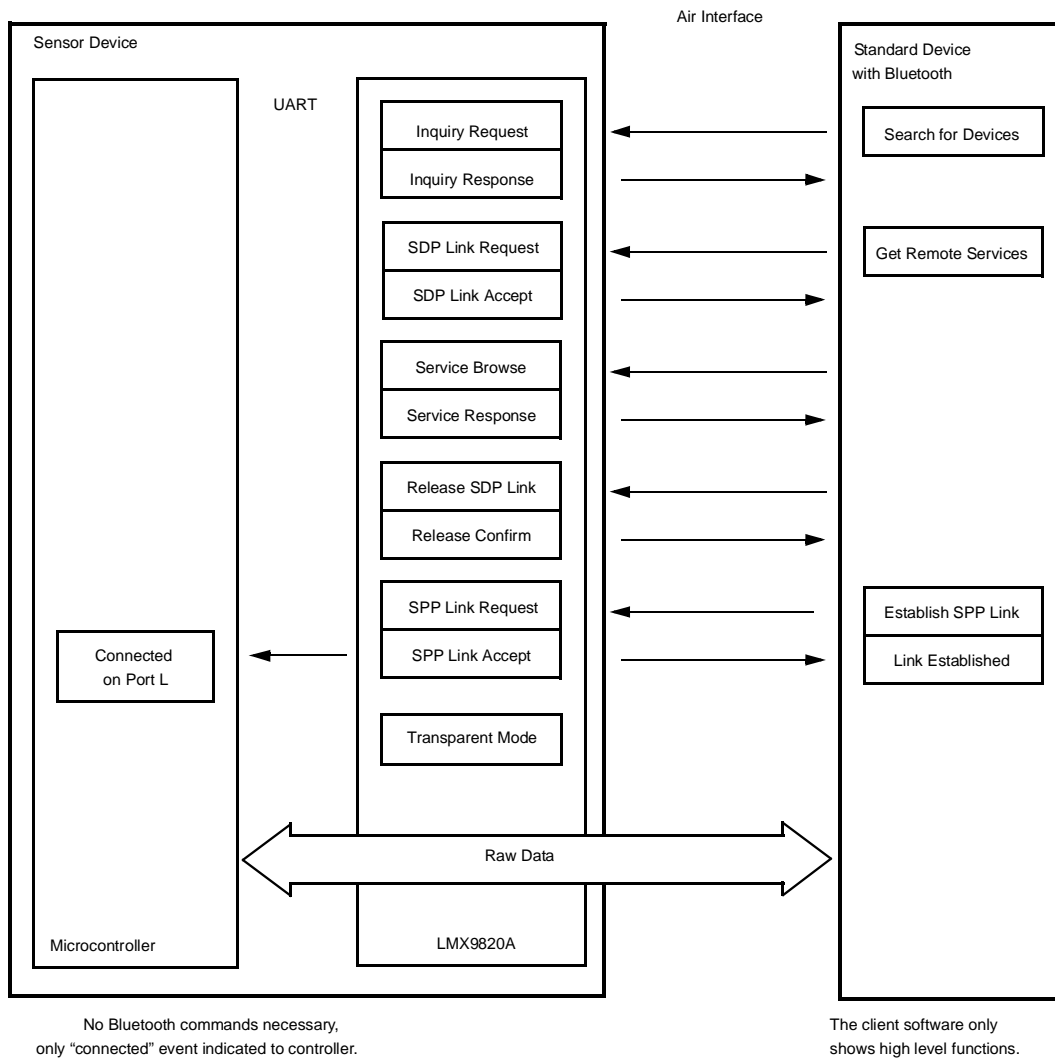 Air Interface
Sensor Device
Standard Device
with Bluetooth
UART
Inquiry Request
Search for Devices
Inquiry Response
SDP Link Request
Get Remote Services
SDP Link Accept
Service Browse
Service Response
Release SDP Link
Release Confirm
SPP Link Request
Establish SPP Link
Connected
on Port L
SPP Link Accept
Link Established
Transparent Mode
Raw Data
Microcontroller
LMX9820A
No Bluetooth commands necessary,
only “connected” event indicated to controller.
The client software only
shows high level functions.